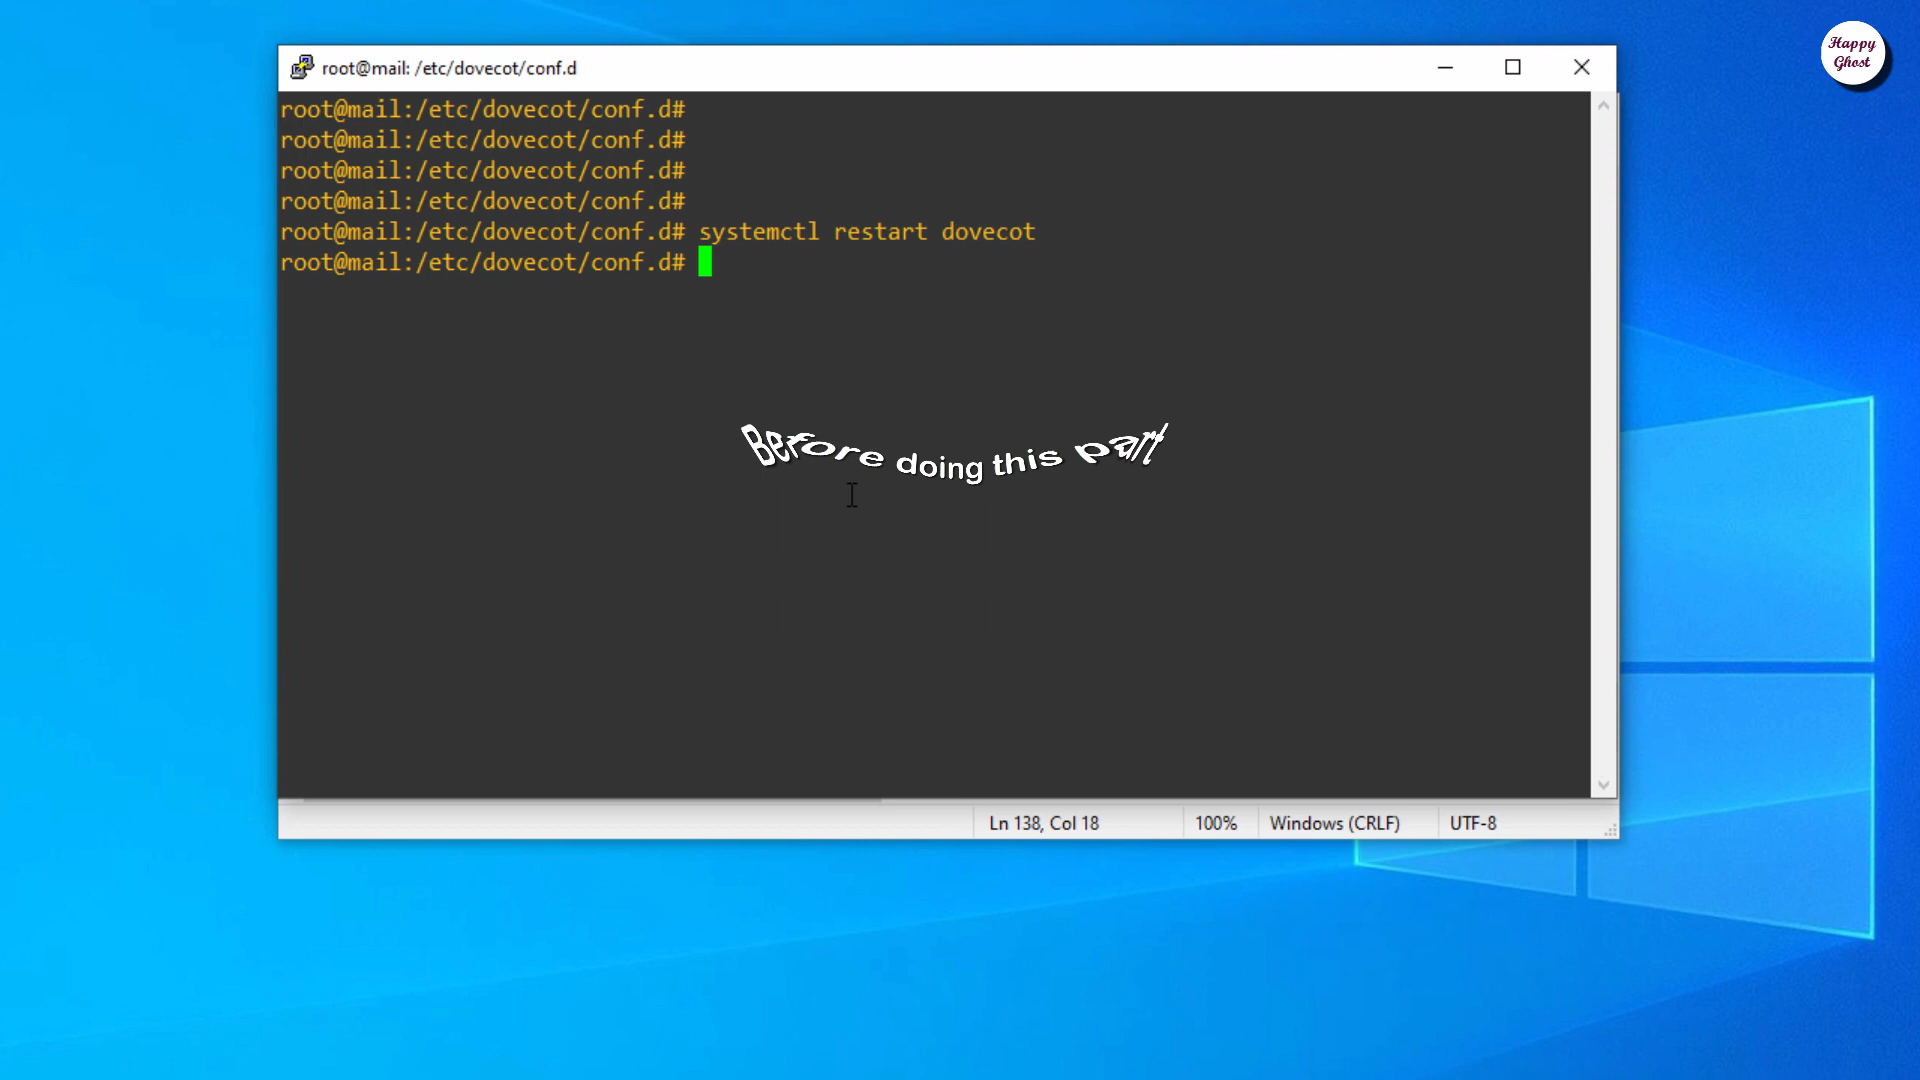 root@mail: /etc/dovecot/conf.d
Happy
Ghost
root@mail:/etc/dovecot/conf.d#
root@mail:/etc/dovecot/conf.d#
root@mail:/etc/dovecot/conf.d#
root@mail:/etc/dovecot/conf.d#
root@mail:/etc/dovecot/conf.d# systemctl restart dovecot
root@mail:/etc/dovecot/conf.d#
Before doing this part
Ln 138, Col 18 100% Windows (CRLF) UTF-8